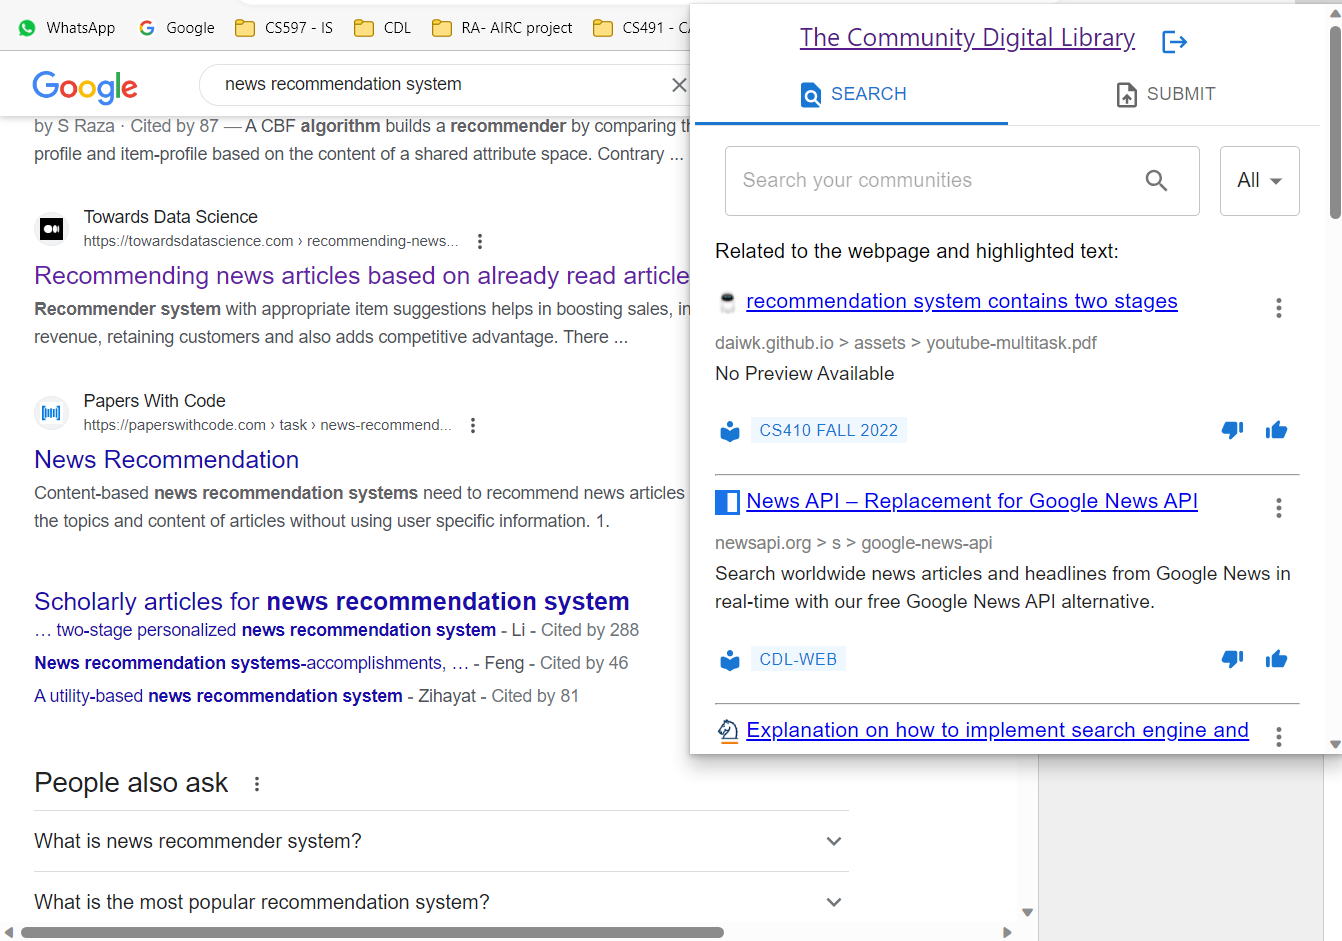 WhatsApp
Google
CS597 - IS
CDL
RA- AIRC project
CS491 - CA
Google
news recommendation system
by S Raza · Cited by 87 — A CBF algorithm builds a recommender by comparing
profile and item-profile based on the content of a shared attribute space. Contrary ...
Towards Data Science
https://towardsdatascience.com › recommending-news...
Recommending news articles based on already read article
Recommender system with appropriate item suggestions helps in boosting sales, in
revenue, retaining customers and also adds competitive advantage. There ...
Papers With Code
https://paperswithcode.com › task › news-recommend...
News Recommendation
Content-based news recommendation systems need to recommend news articles
the topics and content of articles without using user specific information. 1.
Scholarly articles for news recommendation system
… two-stage personalized news recommendation system - Li - Cited by 288
News recommendation systems-accomplishments, … - Feng - Cited by 46
A utility-based news recommendation system - Zihayat - Cited by 81
People also ask
What is news recommender system?
What is the most popular recommendation system?
The Community Digital Library
SEARCH
SUBMIT
Search your communities
All
Related to the webpage and highlighted text:
recommendation system contains two stages
daiwk.github.io > assets > youtube-multitask.pdf
No Preview Available
CS410 FALL 2022
News API – Replacement for Google News API
newsapi.org > s > google-news-api
Search worldwide news articles and headlines from Google News in
real-time with our free Google News API alternative.
CDL-WEB
Explanation on how to implement search engine and